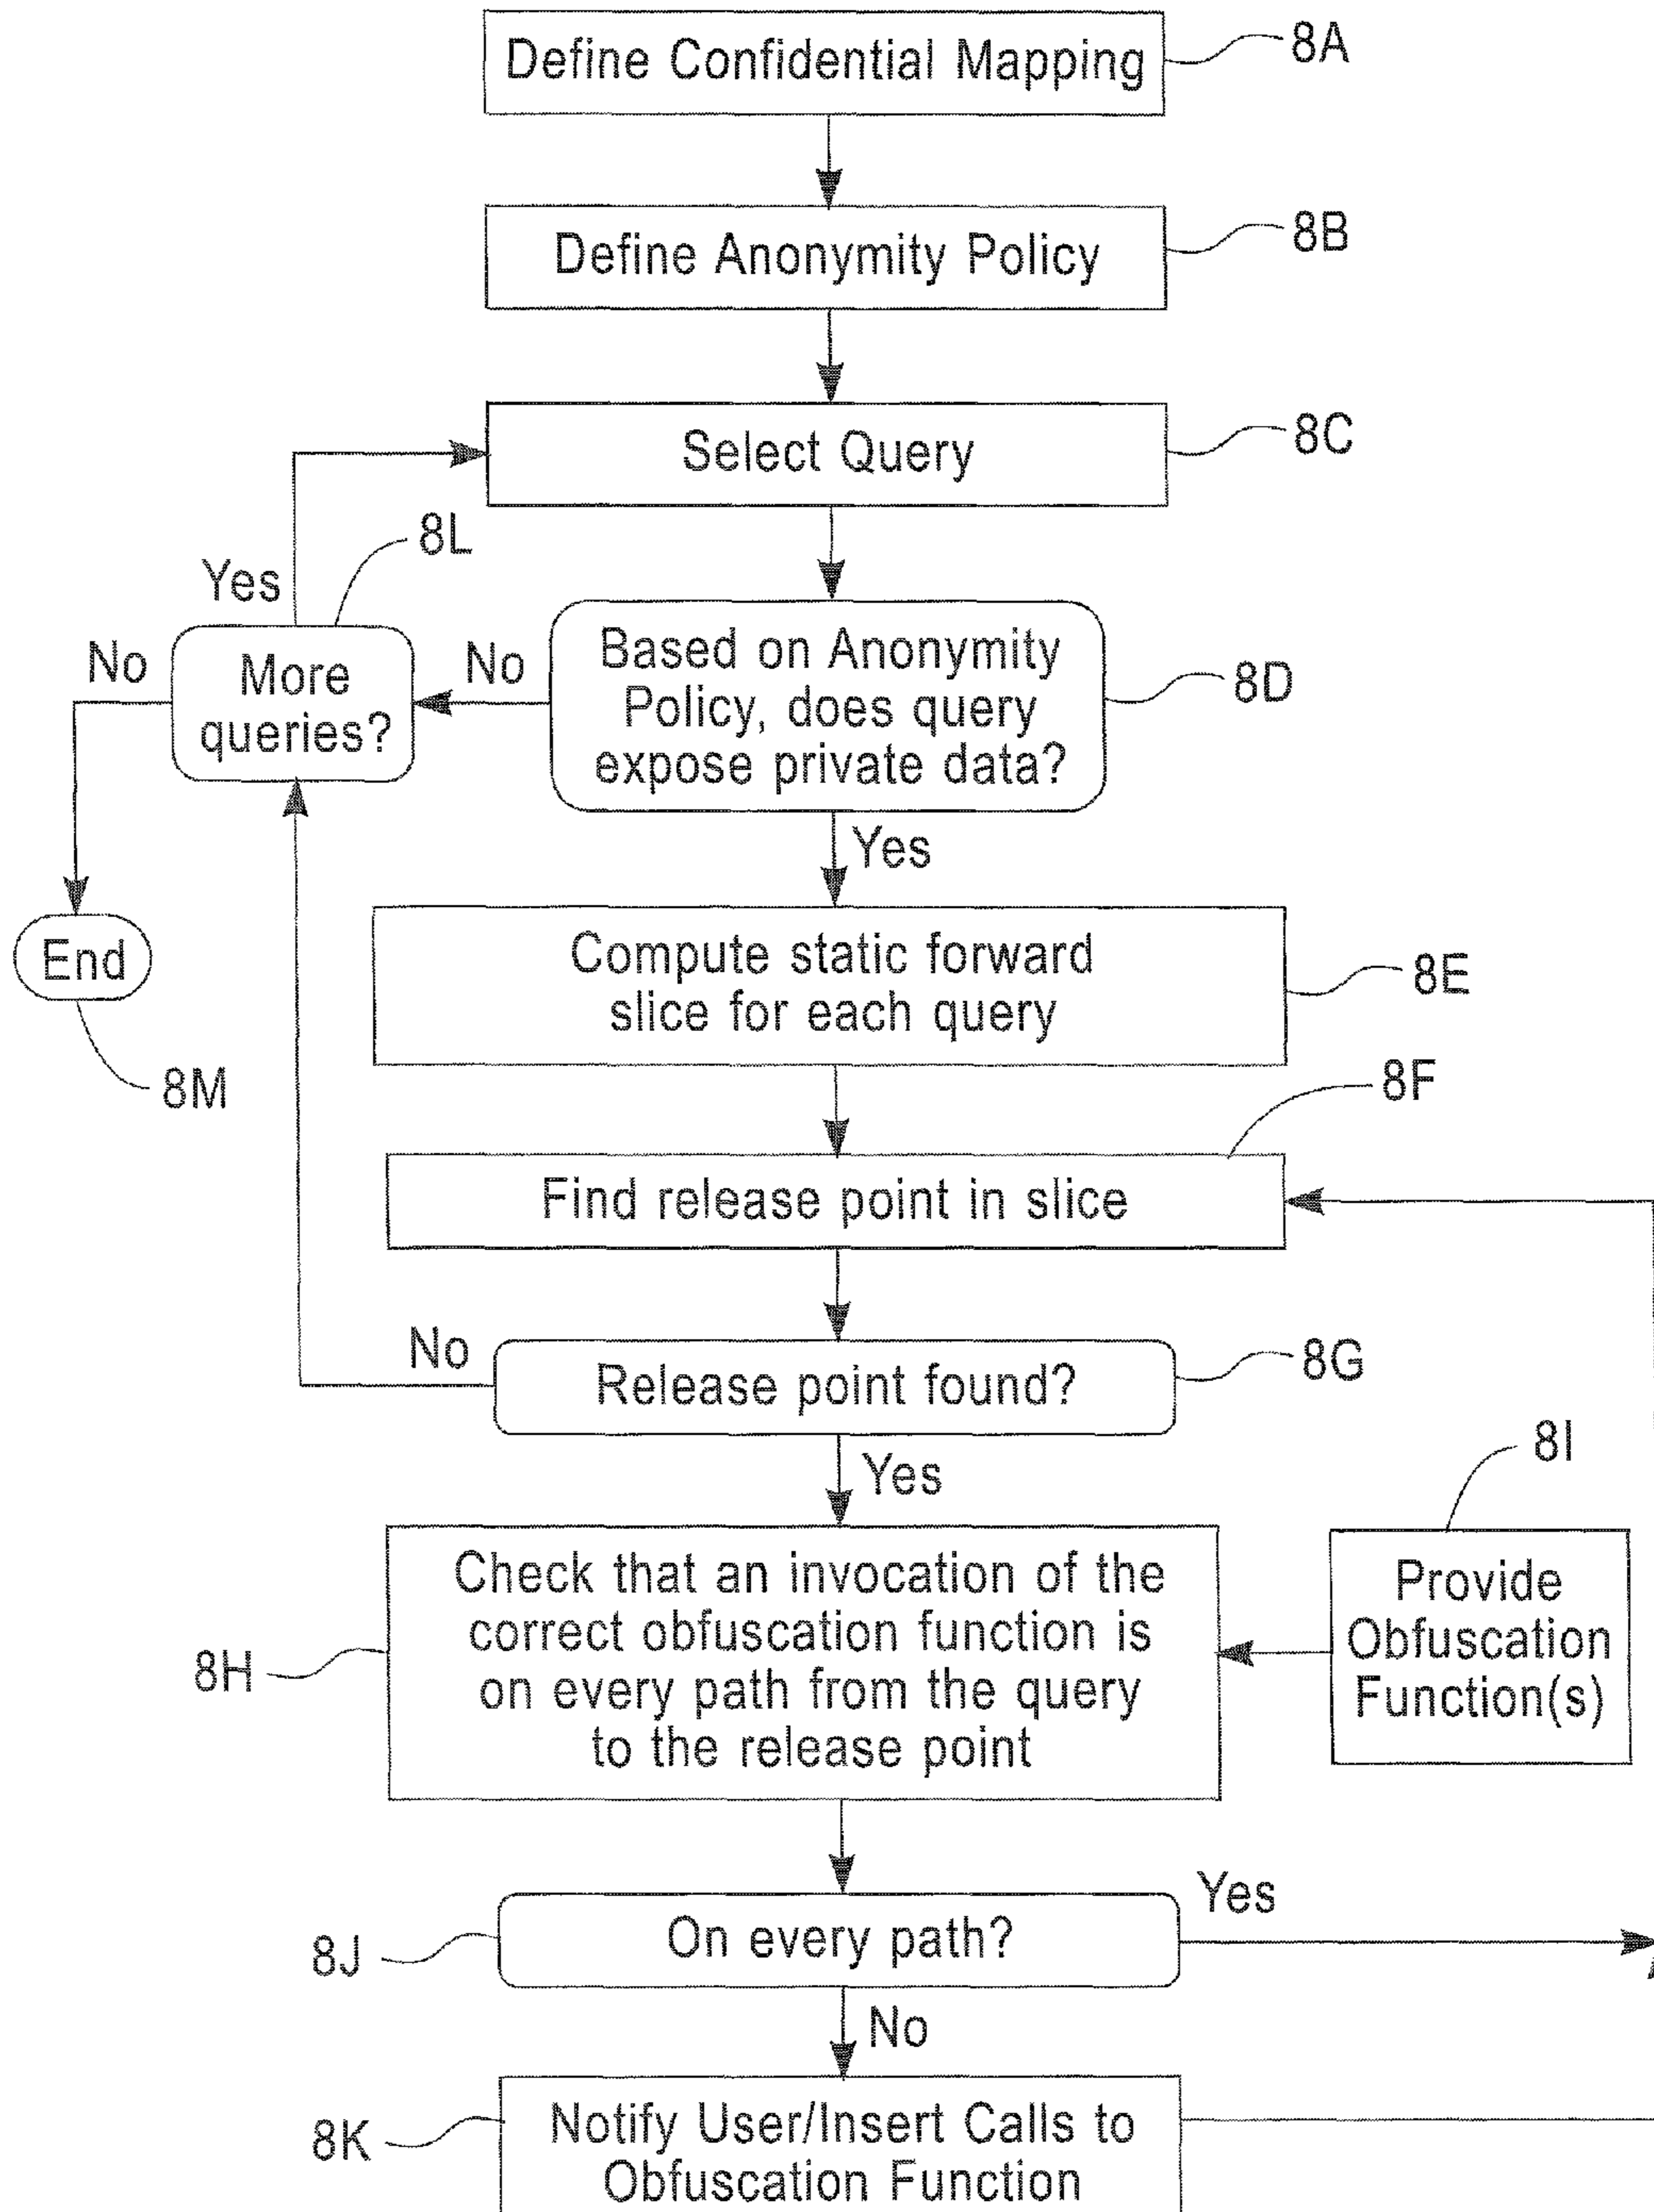 Define Confidential Mapping
8A
Define Anonymity Policy
8B
Select Query
8C
8L
Yes
No
More
queries?
No
Based on Anonymity
Policy, does query
expose private data?
8D
Yes
End
8M
Compute static forward
slice for each query
8E
8F
Find release point in slice
No
Release point found?
8G
Yes
8I
Provide
Obfuscation
Function(s)
8H
Check that an invocation of the
correct obfuscation function is
on every path from the query
to the release point
8J
On every path?
Yes
No
8K
Notify User/Insert Calls to
Obfuscation Function